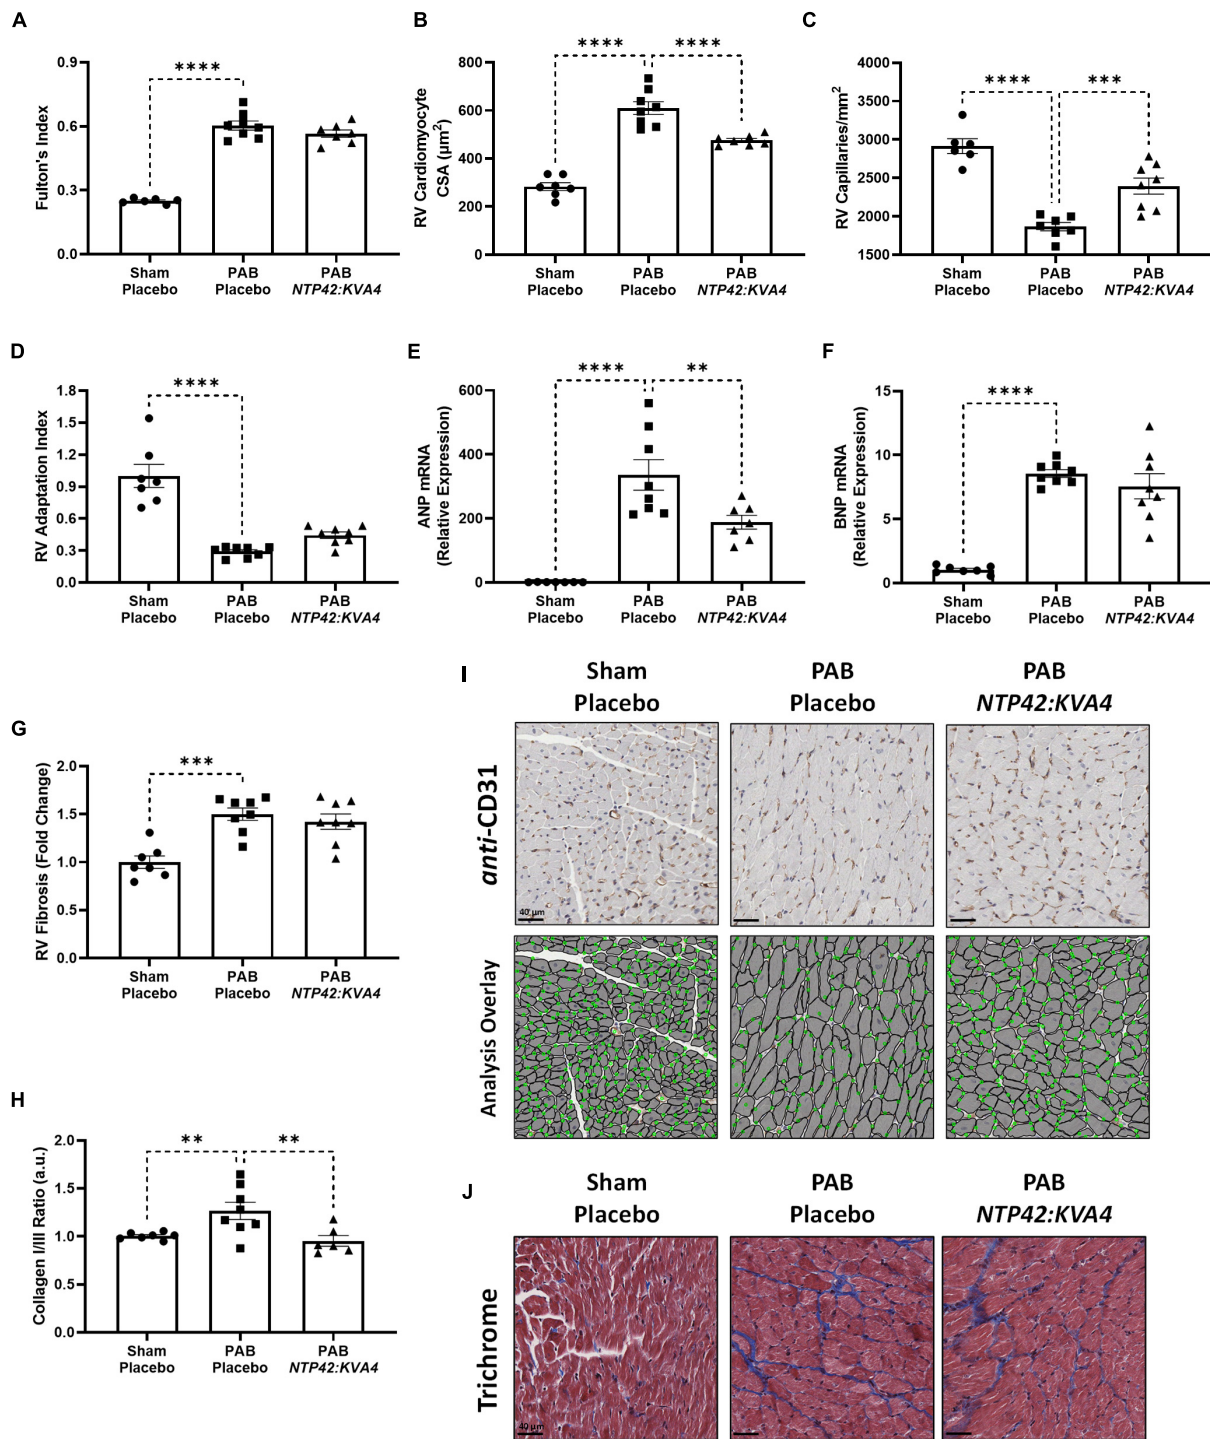 A
Fulton's Index
0.9
0.6
0.3
0.0
****
Sham
Placebo
PAB
Placebo
PAB
NTP42:KVA4
B
RV Cardiomyocyte
CSA (µm²)
800
600
400
200
0
****
****
Sham
Placebo
PAB
Placebo
PAB
NTP42:KVA4
C
RV Capillaries/mm²
4000
3500
3000
2500
2000
1500
****
***
Sham
Placebo
PAB
Placebo
PAB
NTP42:KVA4
D
RV Adaptation Index
1.8
1.5
1.2
0.9
0.6
0.3
0.0
****
Sham
Placebo
PAB
Placebo
PAB
NTP42:KVA4
E
ANP mRNA
(Relative Expression)
600
400
200
0
****
**
Sham
Placebo
PAB
Placebo
PAB
NTP42:KVA4
F
BNP mRNA
(Relative Expression)
15
10
5
0
****
Sham
Placebo
PAB
Placebo
PAB
NTP42:KVA4
G
RV Fibrosis (Fold Change)
2.0
1.5
1.0
0.5
0.0
***
Sham
Placebo
PAB
Placebo
PAB
NTP42:KVA4
H
Collagen I/III Ratio (a.u.)
2.0
1.5
1.0
0.5
0.0
**
**
Sham
Placebo
PAB
Placebo
PAB
NTP42:KVA4
I
Sham
Placebo
PAB
Placebo
PAB
NTP42:KVA4
anti-CD31
40 µm
Analysis Overlay
J
Sham
Placebo
PAB
Placebo
PAB
NTP42:KVA4
Trichrome
40 µm